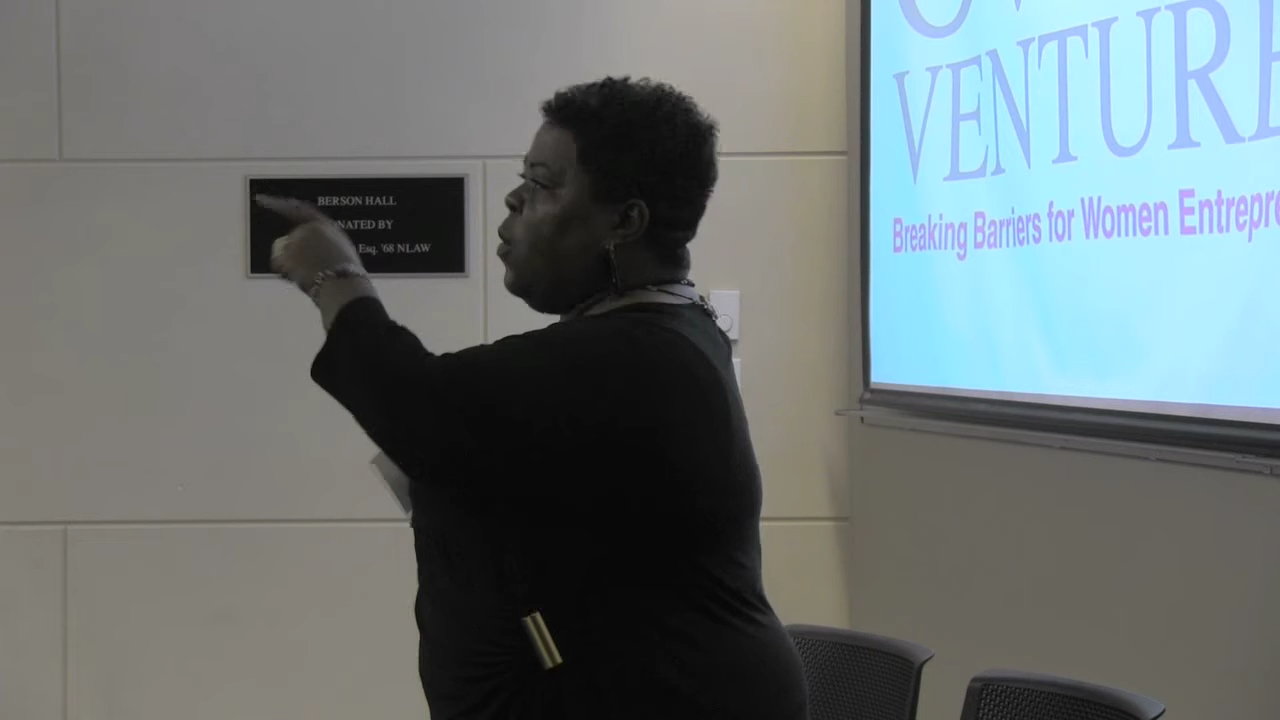 BERSON HALL
NATED BY
Esq. '68 NLAW
VENTURE
Breaking Barriers for Women Entrepre